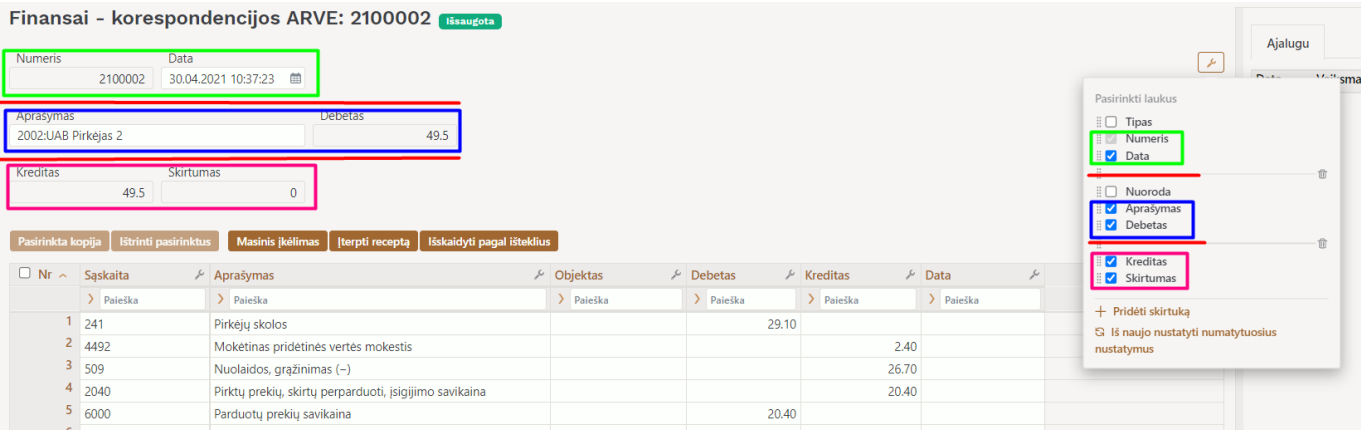 Finansai - korespondencijos ARVE: 2100002 Išsaugota
Ajalugu
Numeris Data
2100002 30.04.2021 10:37:23
Pasirinkti laukus
Tipas
Numeris
Data
Aprašymas Debetas
2002:UAB Pirkėjas 2 49.5
Nuoroda
Aprašymas
Debetas
Kreditas Skirtumas
49.5 0
Kreditas
Skirtumas
Pridėti skirtuką
Iš naujo nustatyti numatytuosius
nustatymus
Pasirinkta kopija Ištrinti pasirinktus Masinis įkėlimas Įterpti receptą Išskaidyti pagal išteklius
Nr Sąskaita Aprašymas Objektas Debetas Kreditas Data
Paieška Paieška Paieška Paieška Paieška Paieška
1 241 Pirkėjų skolos 29.10
2 4492 Mokėtinas pridėtinės vertės mokestis 2.40
3 509 Nuolaidos, grąžinimas (−) 26.70
4 2040 Pirktų prekių, skirtų perparduoti, įsigijimo savikaina 20.40
5 6000 Parduotų prekių savikaina 20.40